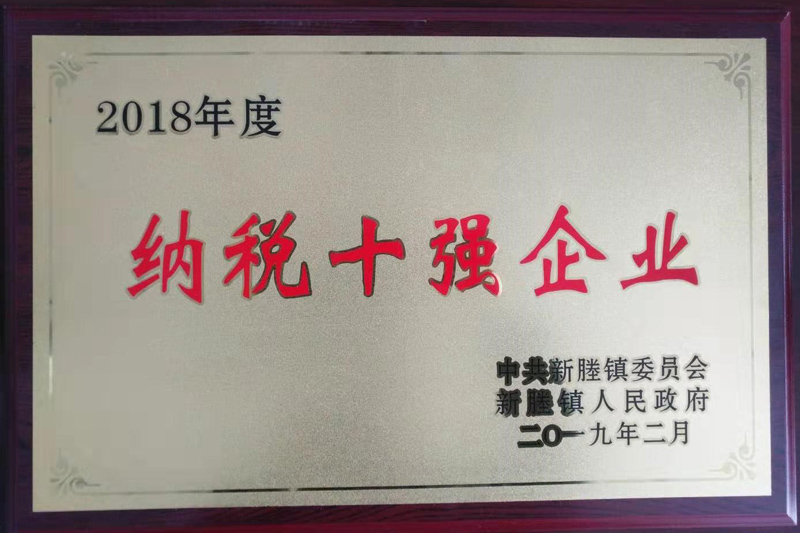 2018年度
纳税十强企业
中共新塍镇委员会
新塍镇人民政府
二〇一九年二月